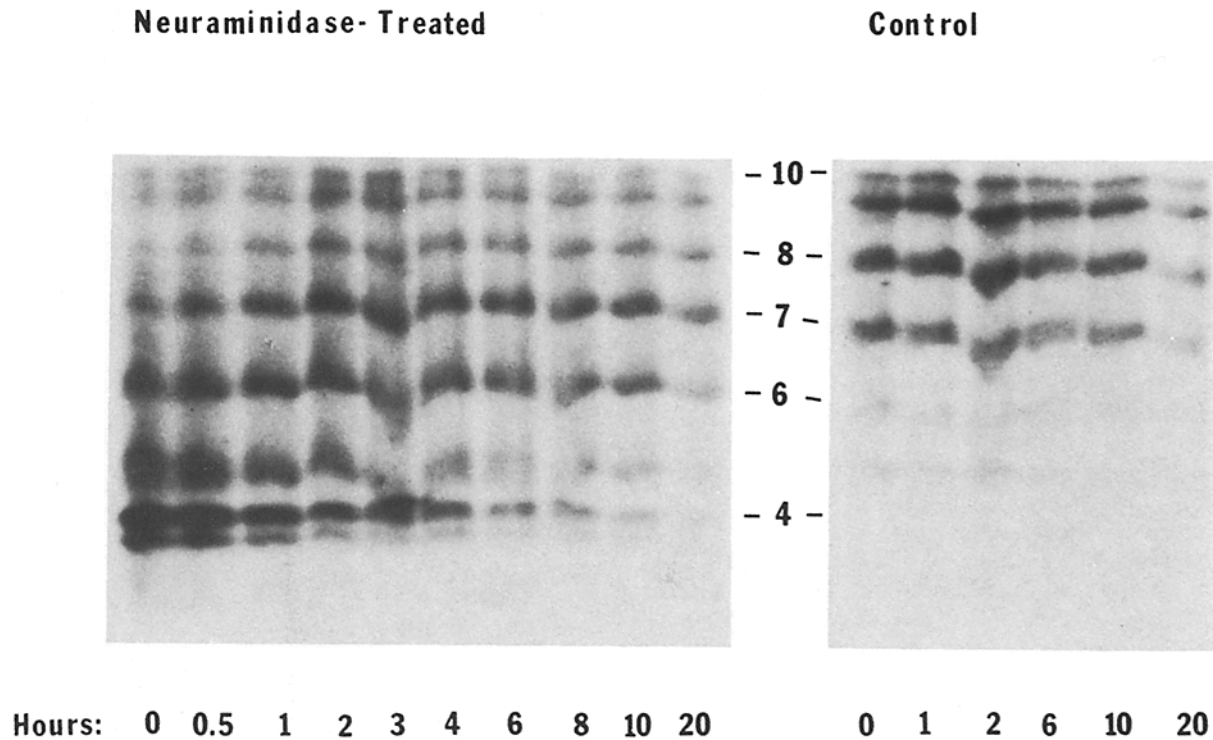 Neuraminidase- Treated
Control
- 10 -
- 8 -
- 7 -
- 6 -
- 4 -
Hours: 0 0.5 1 2 3 4 6 8 10 20
0 1 2 6 10 20